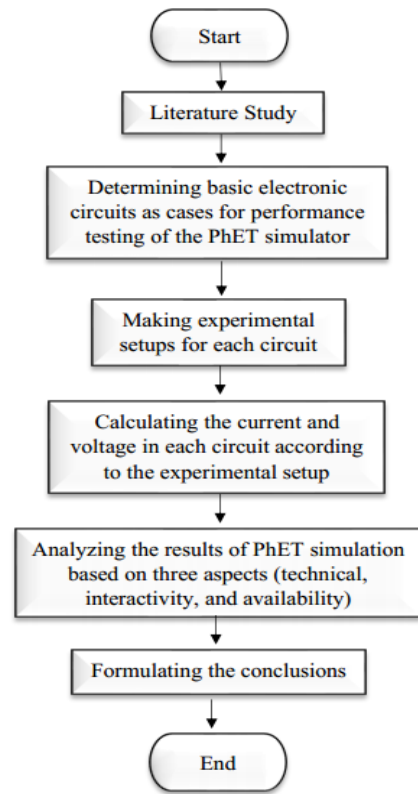 Start
Literature Study
Determining basic electronic
circuits as cases for performance
testing of the PhET simulator
Making experimental
setups for each circuit
Calculating the current and
voltage in each circuit according
to the experimental setup
Analyzing the results of PhET simulation
based on three aspects (technical,
interactivity, and availability)
Formulating the conclusions
End